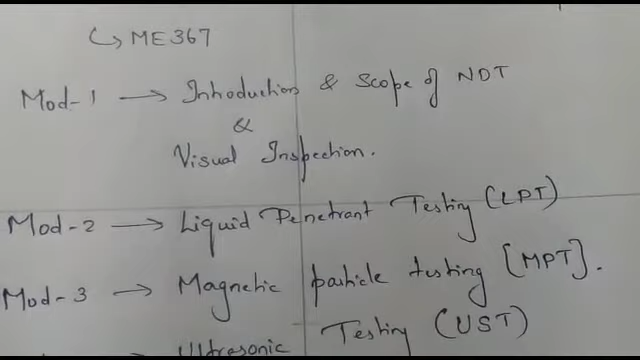 ↳ ME367
Mod-1 → Introduction & Scope of NDT
&
Visual Inspection.
Mod-2 → Liquid Penetrant Testing (LPT)
Mod-3 → Magnetic particle testing [MPT].
→ Ultrasonic Testing (UST)